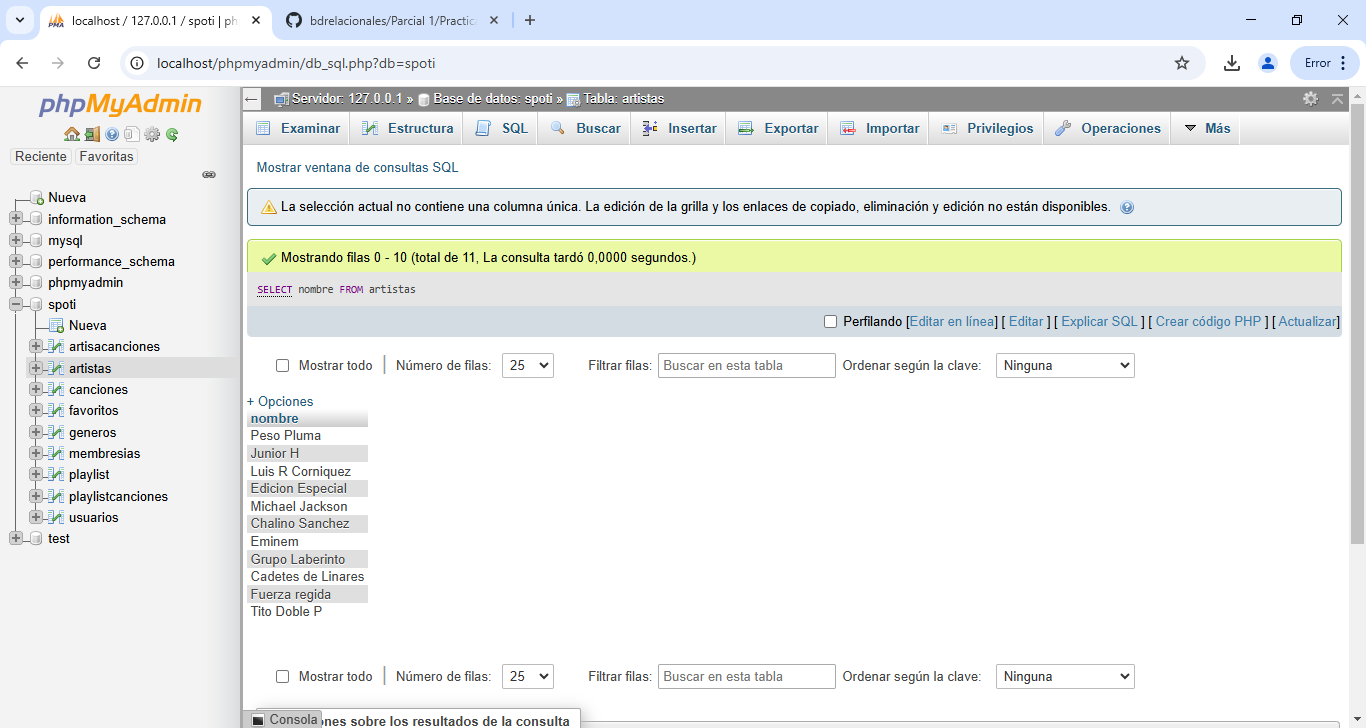 localhost / 127.0.0.1 / spoti | ph
bdrelacionales/Parcial 1/Practica
localhost/phpmyadmin/db_sql.php?db=spoti
Error
phpMyAdmin
Reciente Favoritas
Nueva
information_schema
mysql
performance_schema
phpmyadmin
spoti
Nueva
artisacanciones
artistas
canciones
favoritos
generos
membresias
playlist
playlistcanciones
usuarios
test
Servidor: 127.0.0.1 » Base de datos: spoti » Tabla: artistas
Examinar Estructura SQL Buscar Insertar Exportar Importar Privilegios Operaciones Más
Mostrar ventana de consultas SQL
La selección actual no contiene una columna única. La edición de la grilla y los enlaces de copiado, eliminación y edición no están disponibles.
Mostrando filas 0 - 10 (total de 11, La consulta tardó 0,0000 segundos.)
SELECT nombre FROM artistas
Perfilando [Editar en línea] [ Editar ] [ Explicar SQL ] [ Crear código PHP ] [ Actualizar]
Mostrar todo | Número de filas: 25 Filtrar filas: Buscar en esta tabla Ordenar según la clave: Ninguna
+ Opciones
nombre
Peso Pluma
Junior H
Luis R Corniquez
Edicion Especial
Michael Jackson
Chalino Sanchez
Eminem
Grupo Laberinto
Cadetes de Linares
Fuerza regida
Tito Doble P
Mostrar todo | Número de filas: 25 Filtrar filas: Buscar en esta tabla Ordenar según la clave: Ninguna
Consola
ones sobre los resultados de la consulta